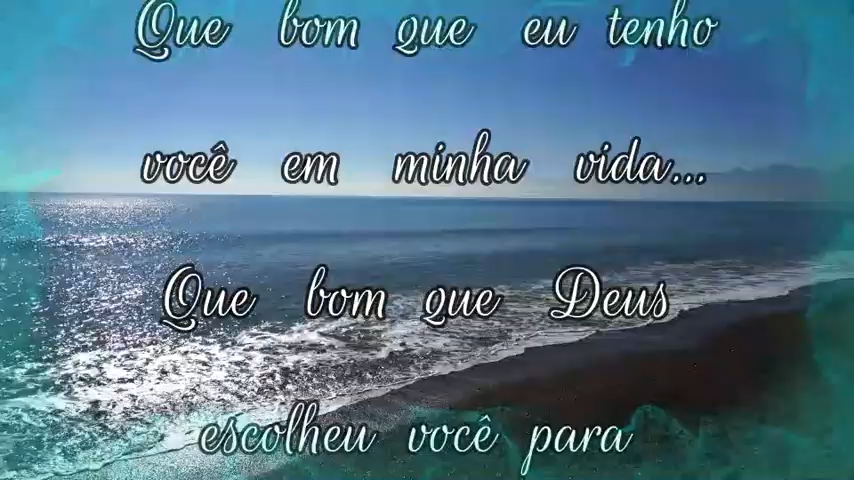 Que bom que eu tenho
você em minha vida...
Que bom que Deus
escolheu você para